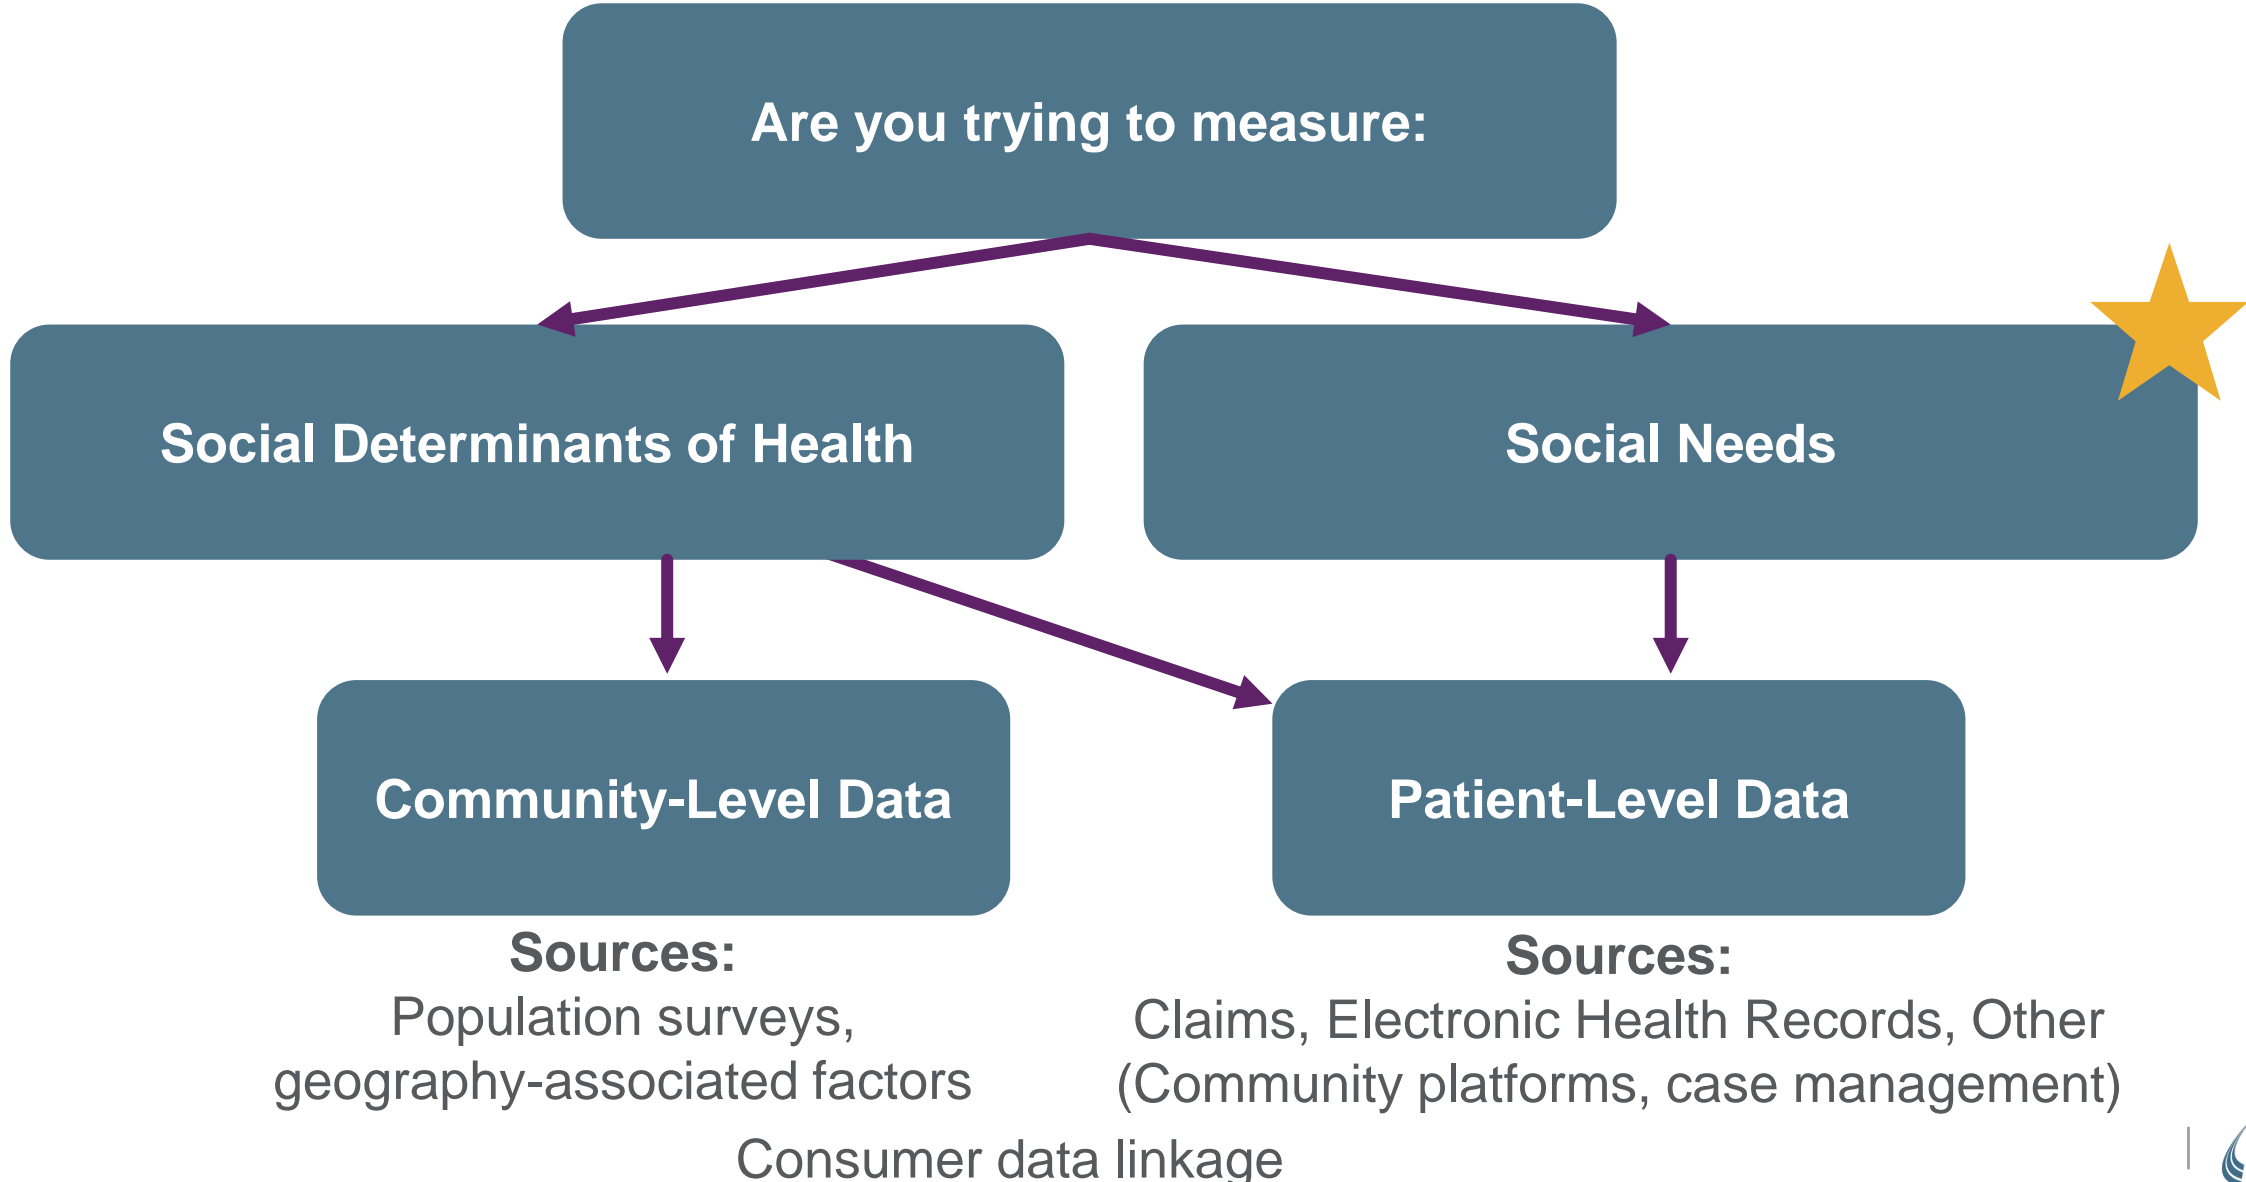 Are you trying to measure:
Social Determinants of Health
Social Needs
Community-Level Data
Patient-Level Data
Sources:
Population surveys,
geography-associated factors
Sources:
Claims, Electronic Health Records, Other
(Community platforms, case management)
Consumer data linkage